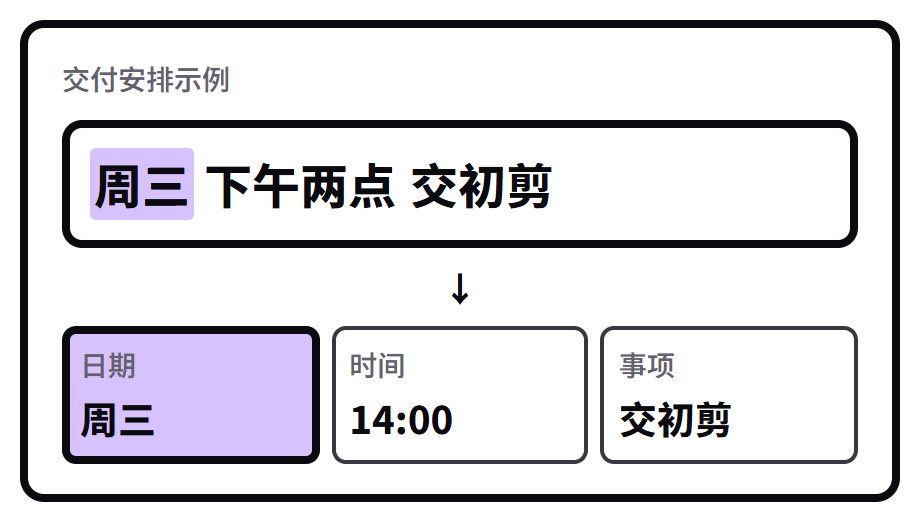 交付安排示例
周三 下午两点 交初剪
↓
日期 时间 事项
周三 14:00 交初剪